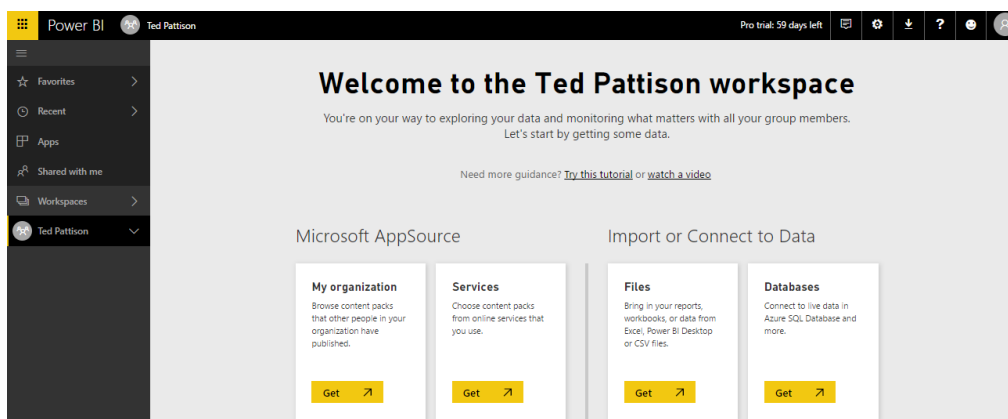 Power BI
Ted Pattison
Pro trial: 59 days left
?
Favorites
Recent
Apps
Shared with me
Workspaces
Ted Pattison
Welcome to the Ted Pattison workspace
You're on your way to exploring your data and monitoring what matters with all your group members.
Let's start by getting some data.
Need more guidance? Try this tutorial or watch a video
Microsoft AppSource
Import or Connect to Data
My organization
Browse content packs
that other people in your
organization have
published.
Get
Services
Choose content packs
from online services that
you use.
Get
Files
Bring in your reports,
workbooks, or data from
Excel, Power BI Desktop
or CSV files.
Get
Databases
Connect to live data in
Azure SQL Database and
more.
Get